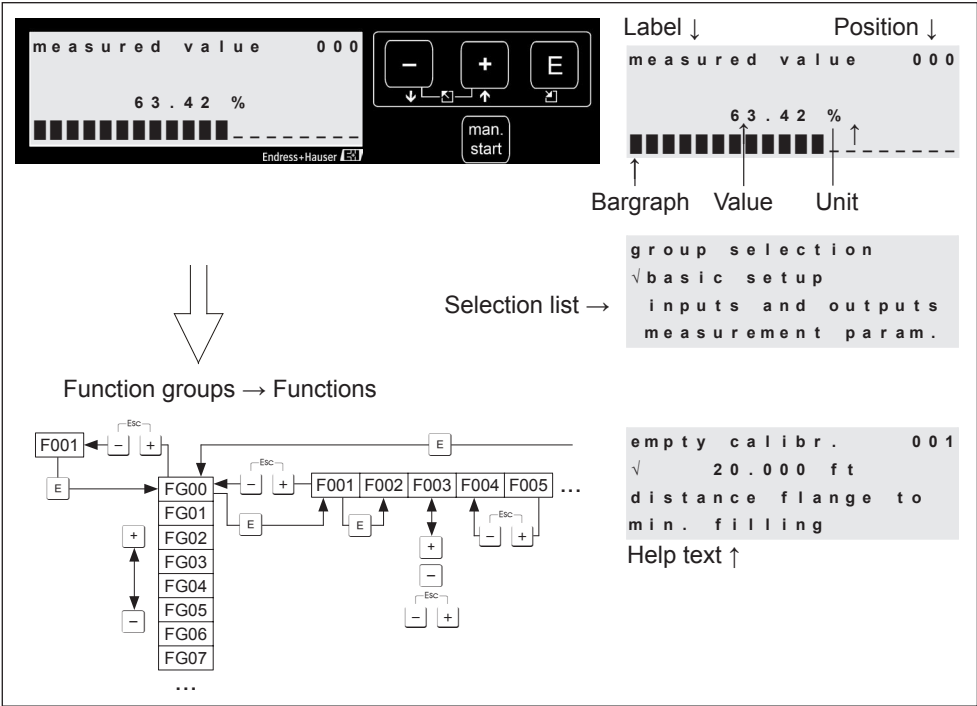 measured value 000
63.42 %
Endress+Hauser EH
- + E
man.
start
Label ↓ Position ↓
measured value 000
63.42 %
Bargraph Value Unit
Selection list →
group selection
√basic setup
inputs and outputs
measurement param.
Function groups → Functions
Esc
F001 - +
E
E
Esc
FG00 - + F001 F002 F003 F004 F005 ...
FG01
E E
Esc
- +
FG02
FG03
FG04
FG05
FG06
FG07
...
+
-
+
-
Esc
- +
empty calibr. 001
√ 20.000 ft
distance flange to
min. filling
Help text ↑